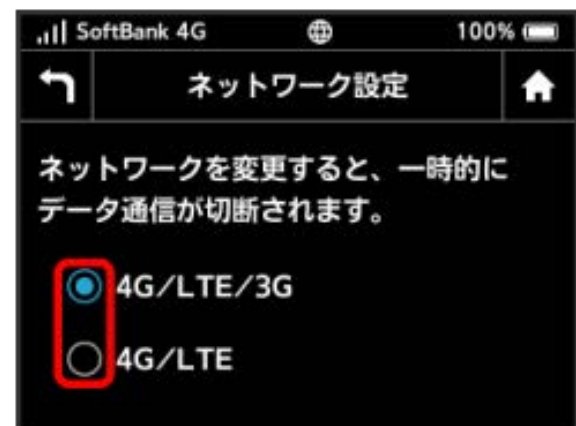 SoftBank 4G 100%
ネットワーク設定
ネットワークを変更すると、一時的に
データ通信が切断されます。
4G/LTE/3G
4G/LTE